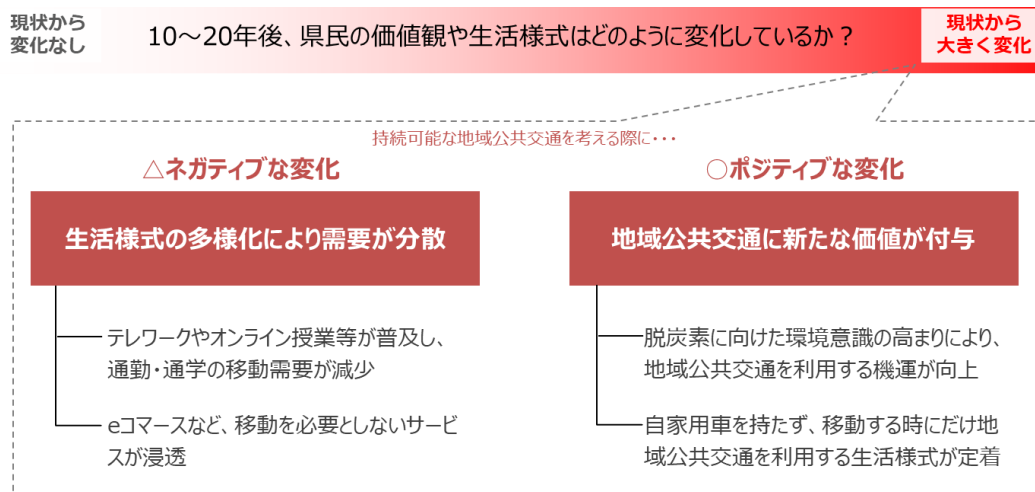 現状から
変化なし
10～20年後、県民の価値観や生活様式はどのように変化しているか？
現状から
大きく変化
持続可能な地域公共交通を考える際に・・・
△ネガティブな変化
生活様式の多様化により需要が分散
テレワークやオンライン授業等が普及し、
通勤・通学の移動需要が減少
eコマースなど、移動を必要としないサービ
スが浸透
○ポジティブな変化
地域公共交通に新たな価値が付与
脱炭素に向けた環境意識の高まりにより、
地域公共交通を利用する機運が向上
自家用車を持たず、移動する時にだけ地
域公共交通を利用する生活様式が定着